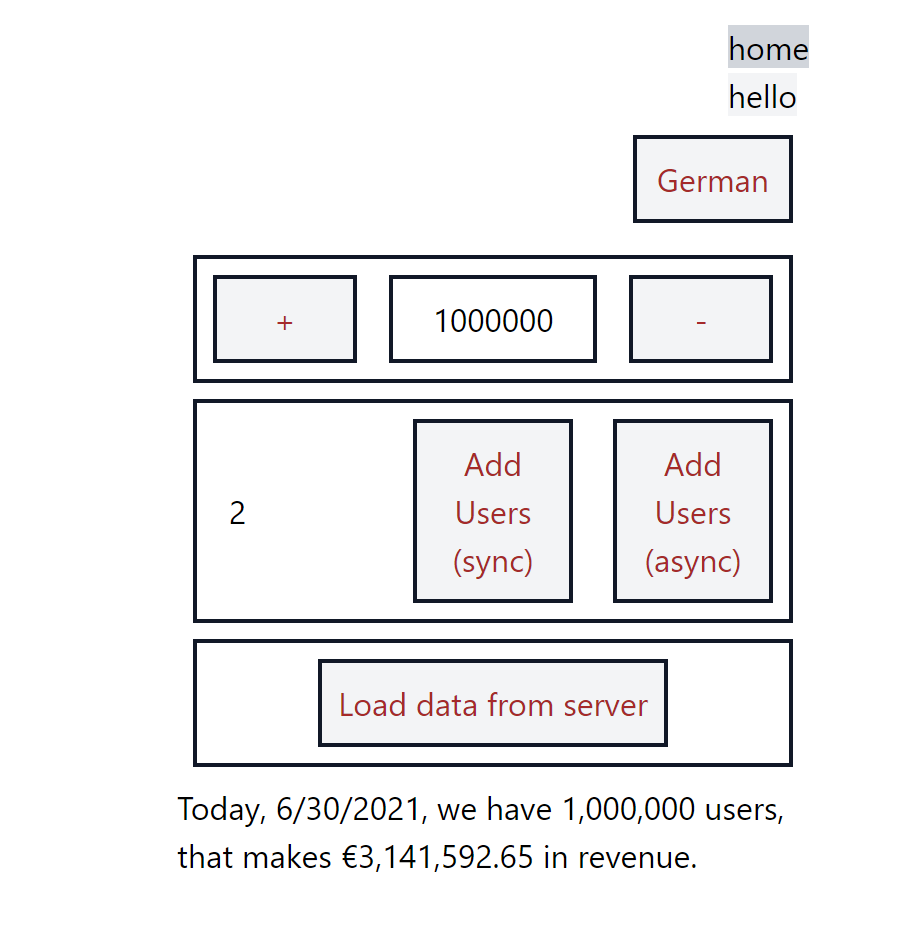 home
hello
German
+ 1000000 -
2
Add
Users
(sync)
Add
Users
(async)
Load data from server
Today, 6/30/2021, we have 1,000,000 users,
that makes €3,141,592.65 in revenue.